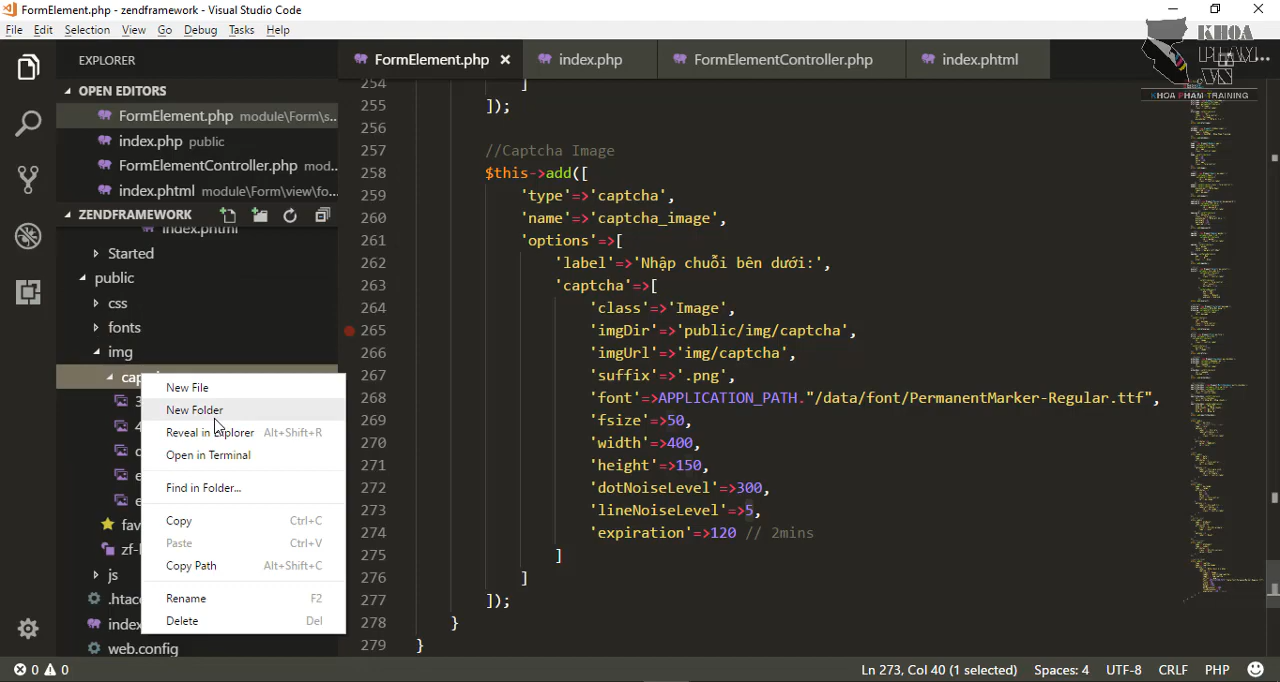 FormElement.php - zendframework - Visual Studio Code
File Edit Selection View Go Debug Tasks Help
KHOA
PHAM
.VN
KHOA PHAM TRAINING
EXPLORER
FormElement.php
index.php
FormElementController.php
index.phtml
OPEN EDITORS
FormElement.php module\Form\s...
index.php public
FormElementController.php mod...
index.phtml module\Form\view\fo...
ZENDFRAMEWORK
index.phtml
Started
public
css
fonts
img
New File
New Folder
Reveal in Explorer Alt+Shift+R
Open in Terminal
Find in Folder...
Copy Ctrl+C
Paste Ctrl+V
Copy Path Alt+Shift+C
Rename F2
Delete Del
js
web.config
254 ]
255 ]);
256
257 //Captcha Image
258 $this->add([
259 'type'=>'captcha',
260 'name'=>'captcha_image',
261 'options'=>[
262 'label'=>'Nhập chuỗi bên dưới:',
263 'captcha'=>[
264 'class'=>'Image',
265 'imgDir'=>'public/img/captcha',
266 'imgUrl'=>'img/captcha',
267 'suffix'=>'.png',
268 'font'=>APPLICATION_PATH."/data/font/PermanentMarker-Regular.ttf",
269 'fsize'=>50,
270 'width'=>400,
271 'height'=>150,
272 'dotNoiseLevel'=>300,
273 'lineNoiseLevel'=>5,
274 'expiration'=>120 // 2mins
275 ]
276 ]
277 ]);
278 }
279 }
0 0
Ln 273, Col 40 (1 selected) Spaces: 4 UTF-8 CRLF PHP